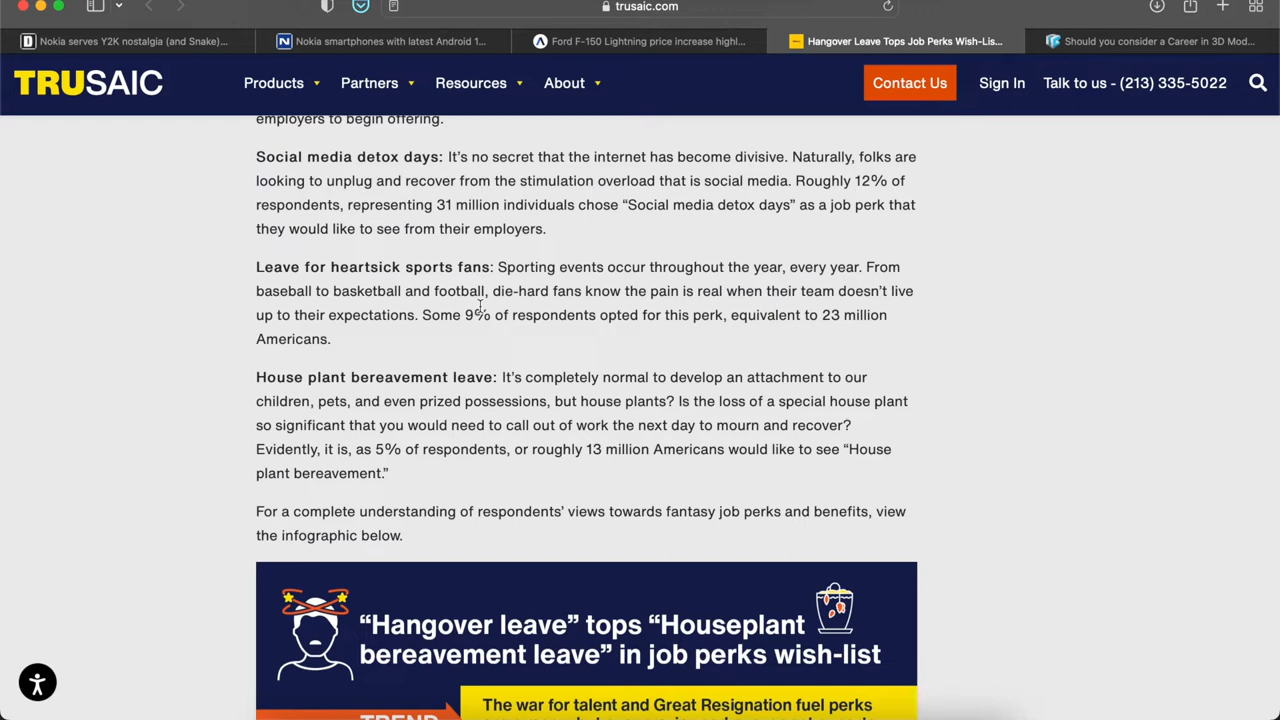 trusaic.com
Nokia serves Y2K nostalgia (and Snake)...
Nokia smartphones with latest Android 1...
Ford F-150 Lightning price increase highl...
Hangover Leave Tops Job Perks Wish-Lis...
Should you consider a Career in 3D Mod...
TRUSAIC
Products
Partners
Resources
About
Contact Us
Sign In
Talk to us - (213) 335-5022
employers to begin offering.
Social media detox days: It's no secret that the internet has become divisive. Naturally, folks are
looking to unplug and recover from the stimulation overload that is social media. Roughly 12% of
respondents, representing 31 million individuals chose “Social media detox days” as a job perk that
they would like to see from their employers.
Leave for heartsick sports fans: Sporting events occur throughout the year, every year. From
baseball to basketball and football, die-hard fans know the pain is real when their team doesn't live
up to their expectations. Some 9% of respondents opted for this perk, equivalent to 23 million
Americans.
House plant bereavement leave: It's completely normal to develop an attachment to our
children, pets, and even prized possessions, but house plants? Is the loss of a special house plant
so significant that you would need to call out of work the next day to mourn and recover?
Evidently, it is, as 5% of respondents, or roughly 13 million Americans would like to see “House
plant bereavement.”
For a complete understanding of respondents' views towards fantasy job perks and benefits, view
the infographic below.
“Hangover leave” tops “Houseplant
bereavement leave” in job perks wish-list
The war for talent and Great Resignation fuel perks
TREND